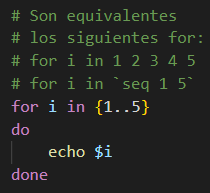 # Son equivalentes
# los siguientes for:
# for i in 1 2 3 4 5
# for i in `seq 1 5`
for i in {1..5}
do
    echo $i
done